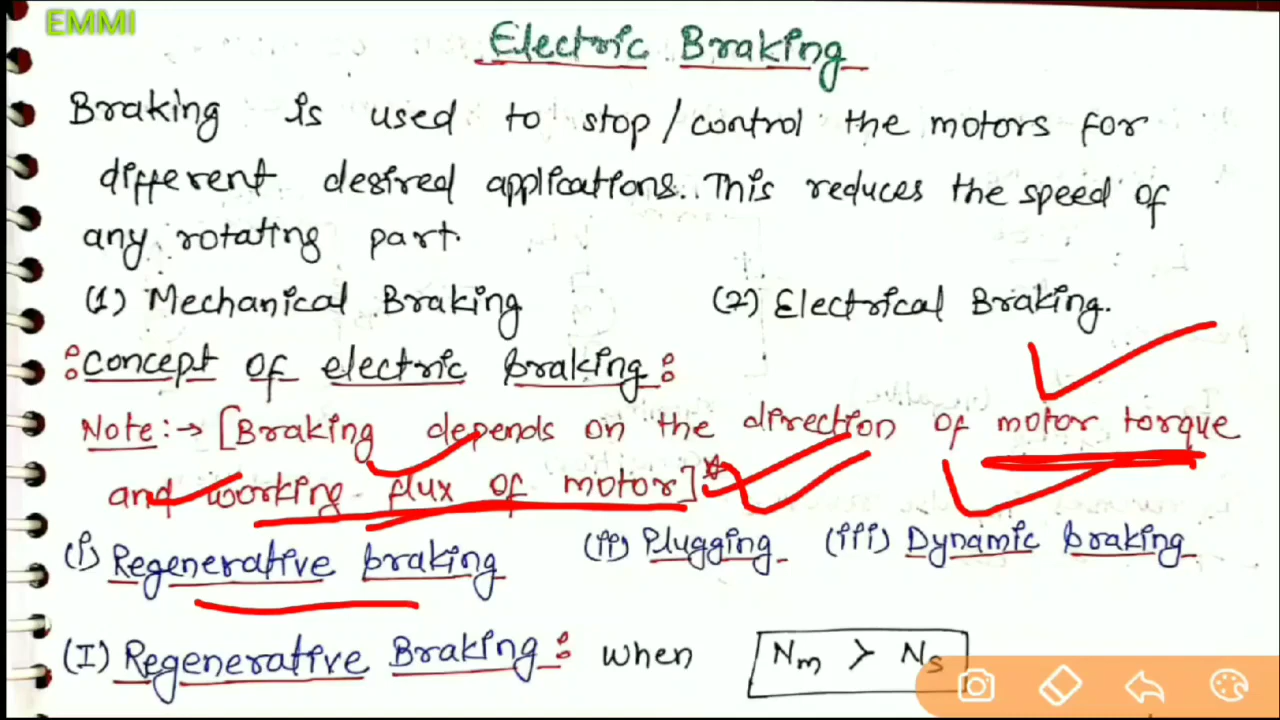 EMMI
Electric Braking
Braking is used to stop/control the motors for
different desired applications. This reduces the speed of
any rotating part.
(1) Mechanical Braking (2) Electrical Braking.
Concept of electric braking:
Note:→ [Braking depends on the direction of motor torque
and working flux of motor]*
(i) Regenerative braking (ii) Plugging (iii) Dynamic braking
(I) Regenerative Braking: when Nm > Ns